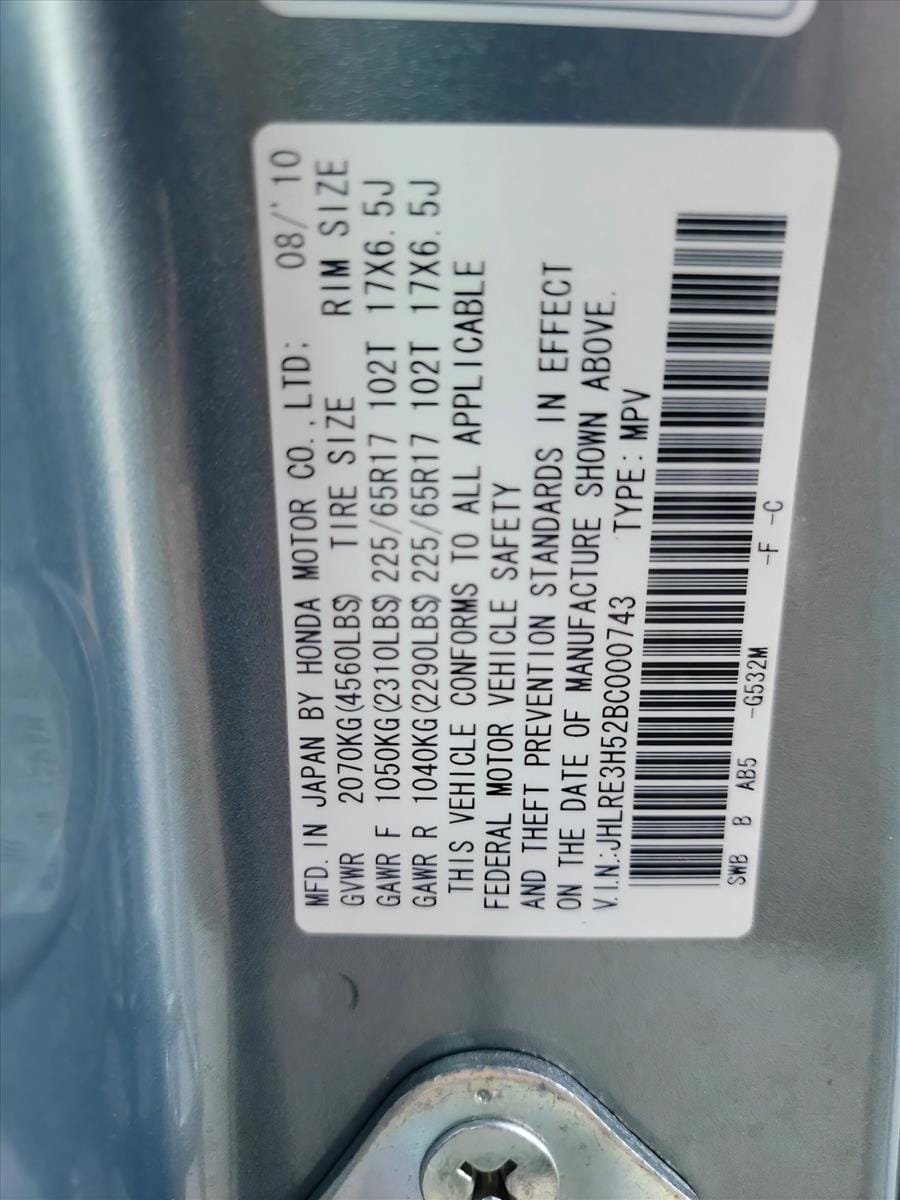 MFD. IN JAPAN BY HONDA MOTOR CO.,LTD: 08/'10
GVWR 2070KG(4560LBS) TIRE SIZE RIM SIZE
GAWR F 1050KG(2310LBS) 225/65R17 102T 17X6.5J
GAWR R 1040KG(2290LBS) 225/65R17 102T 17X6.5J
THIS VEHICLE CONFORMS TO ALL APPLICABLE
FEDERAL MOTOR VEHICLE SAFETY
AND THEFT PREVENTION STANDARDS IN EFFECT
ON THE DATE OF MANUFACTURE SHOWN ABOVE.
V.I.N.:JHLRE3H52BC000743 TYPE:MPV
SWB B AB5 -G532M -F -C